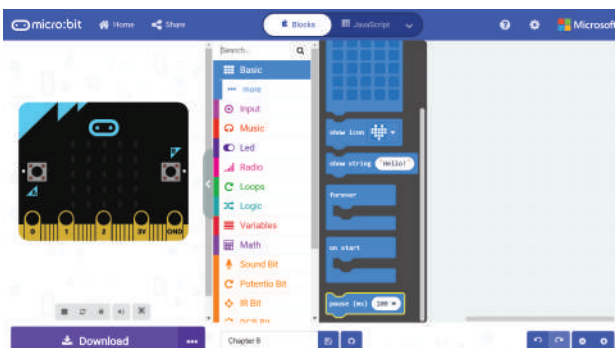 micro:bit Home Share Blocks JavaScript Microsoft
Search...
Basic
more
Input
Music
Led
Radio
Loops
Logic
Variables
Math
Sound Bit
Potentio Bit
IR Bit
show icon
show string "Hello!"
forever
on start
pause (ms) 100
B
A
0 1 2 3V GND
Download
Chapter 8